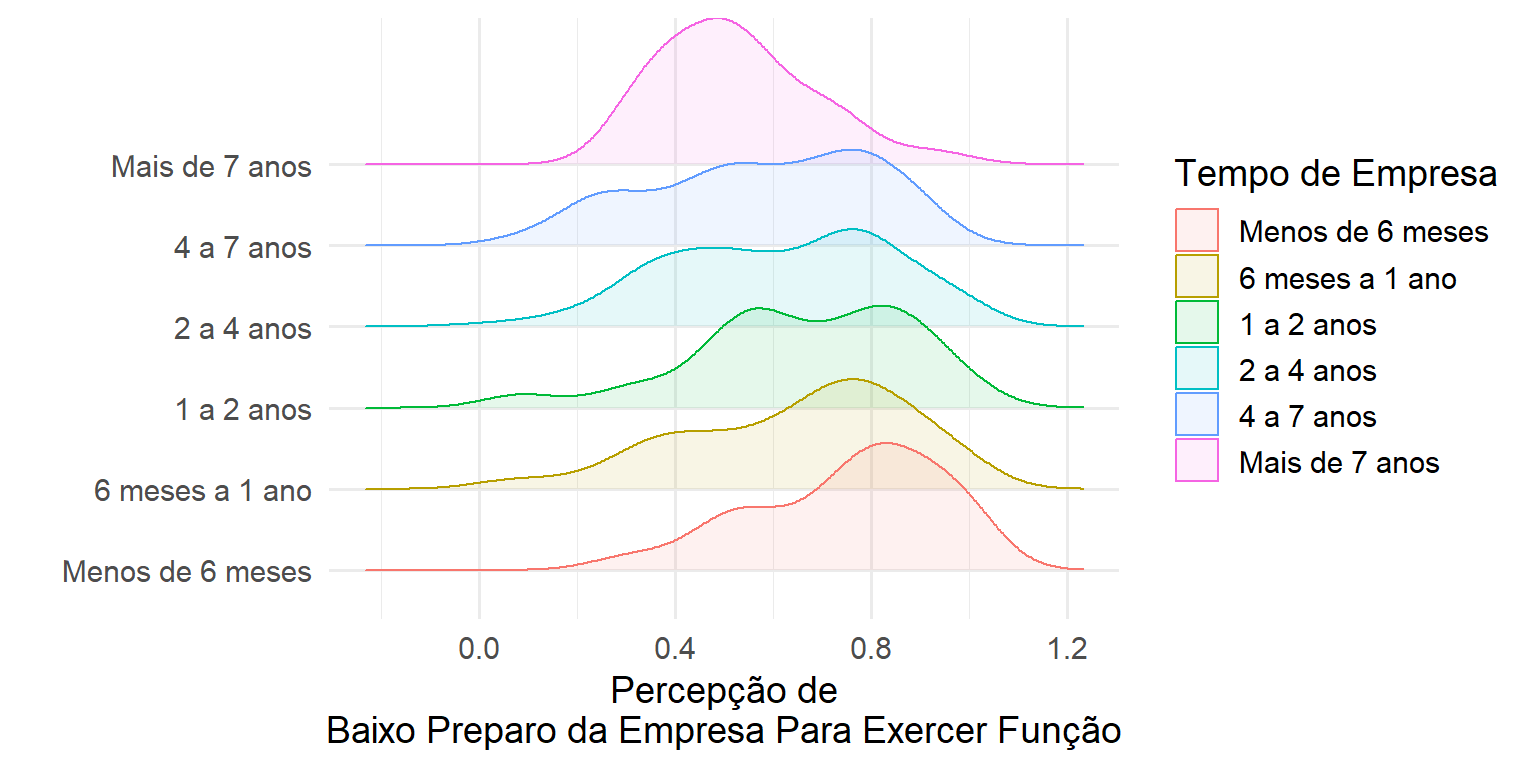 Mais de 7 anos
4 a 7 anos
2 a 4 anos
1 a 2 anos
6 meses a 1 ano
Menos de 6 meses
0.0
0.4
0.8
1.2
Percepção de
Baixo Preparo da Empresa Para Exercer Função
Tempo de Empresa
Menos de 6 meses
6 meses a 1 ano
1 a 2 anos
2 a 4 anos
4 a 7 anos
Mais de 7 anos